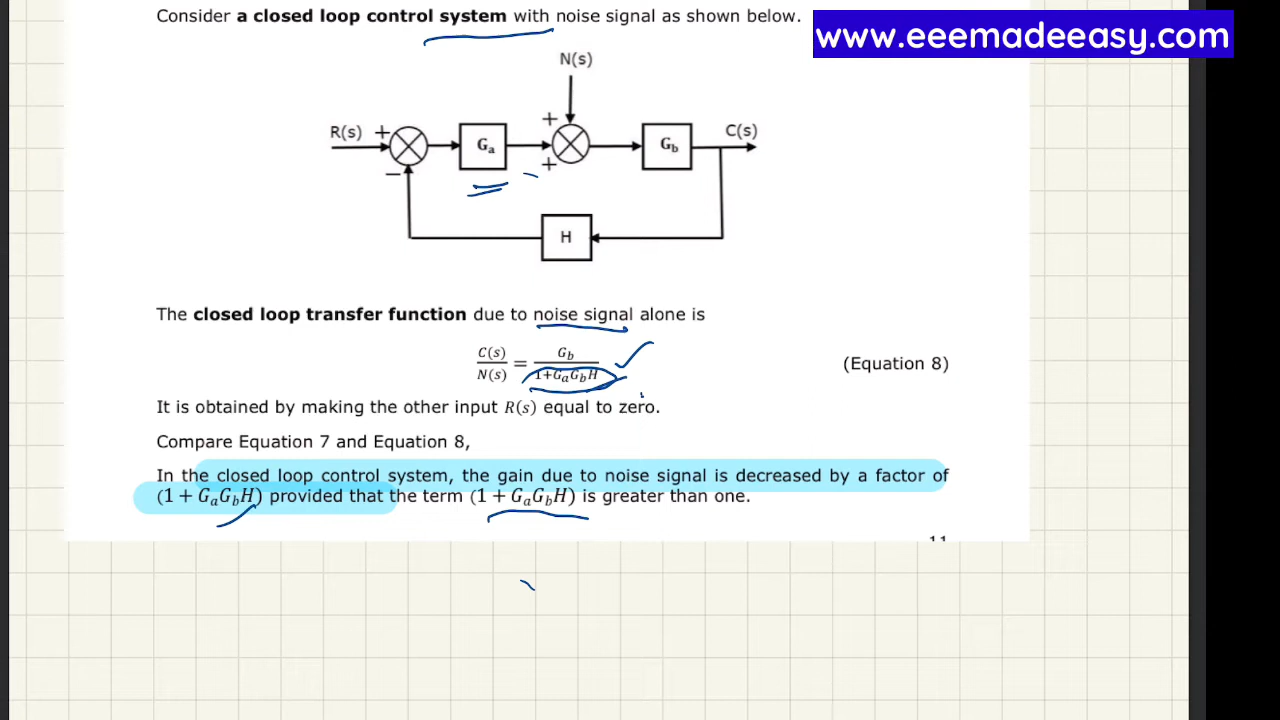 Consider a closed loop control system with noise signal as shown below.
www.eeemadeeasy.com
N(s)
R(s) + + C(s)
Ga Gb
− +
H
The closed loop transfer function due to noise signal alone is
C(s)/N(s) = Gb/(1+GaGbH) (Equation 8)
It is obtained by making the other input R(s) equal to zero.
Compare Equation 7 and Equation 8,
In the closed loop control system, the gain due to noise signal is decreased by a factor of
(1 + GaGbH) provided that the term (1 + GaGbH) is greater than one.
11